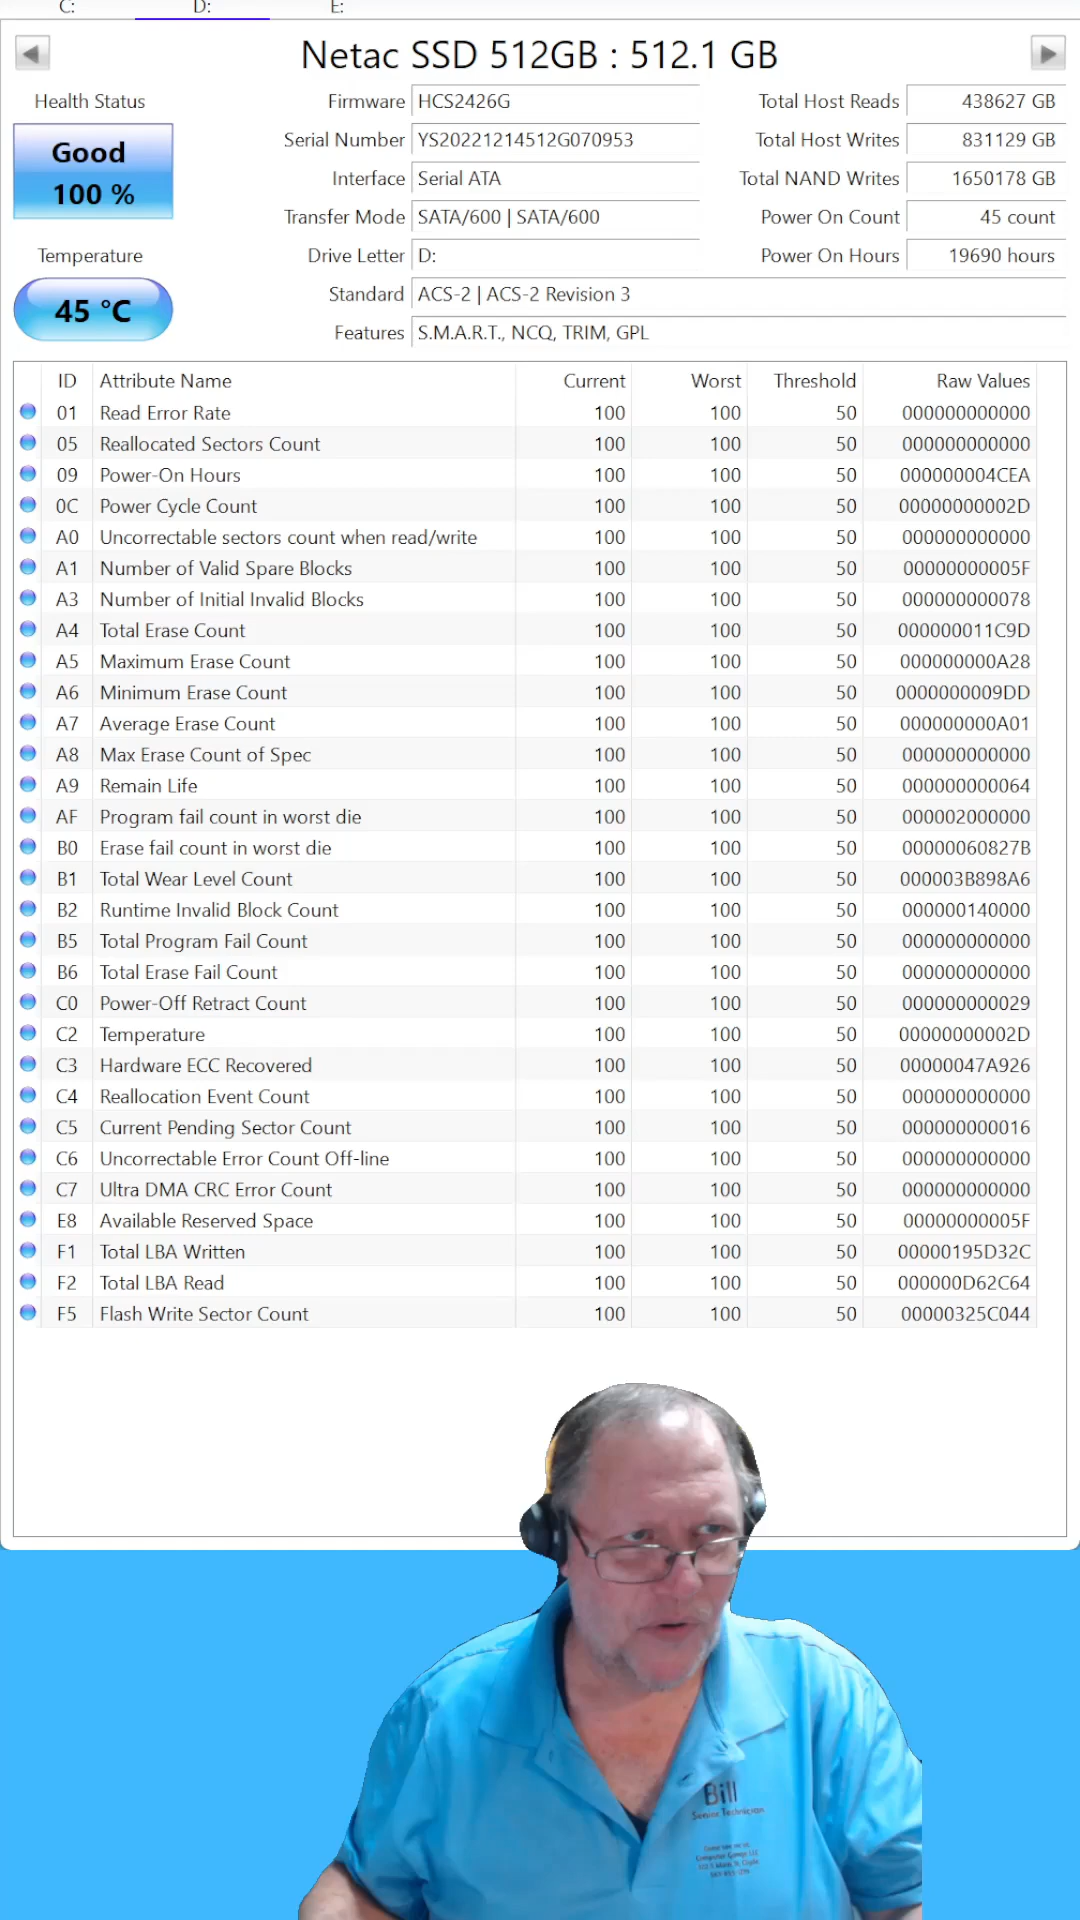 C: D: E:
Netac SSD 512GB : 512.1 GB
Health Status
Good
100 %
Temperature
45 °C
Firmware HCS2426G
Serial Number YS20221214512G070953
Interface Serial ATA
Transfer Mode SATA/600 | SATA/600
Drive Letter D:
Standard ACS-2 | ACS-2 Revision 3
Features S.M.A.R.T., NCQ, TRIM, GPL
Total Host Reads 438627 GB
Total Host Writes 831129 GB
Total NAND Writes 1650178 GB
Power On Count 45 count
Power On Hours 19690 hours
ID Attribute Name Current Worst Threshold Raw Values
01 Read Error Rate 100 100 50 000000000000
05 Reallocated Sectors Count 100 100 50 000000000000
09 Power-On Hours 100 100 50 000000004CEA
0C Power Cycle Count 100 100 50 00000000002D
A0 Uncorrectable sectors count when read/write 100 100 50 000000000000
A1 Number of Valid Spare Blocks 100 100 50 00000000005F
A3 Number of Initial Invalid Blocks 100 100 50 000000000078
A4 Total Erase Count 100 100 50 000000011C9D
A5 Maximum Erase Count 100 100 50 000000000A28
A6 Minimum Erase Count 100 100 50 0000000009DD
A7 Average Erase Count 100 100 50 000000000A01
A8 Max Erase Count of Spec 100 100 50 000000000000
A9 Remain Life 100 100 50 000000000064
AF Program fail count in worst die 100 100 50 000002000000
B0 Erase fail count in worst die 100 100 50 00000060827B
B1 Total Wear Level Count 100 100 50 000003B898A6
B2 Runtime Invalid Block Count 100 100 50 000000140000
B5 Total Program Fail Count 100 100 50 000000000000
B6 Total Erase Fail Count 100 100 50 000000000000
C0 Power-Off Retract Count 100 100 50 000000000029
C2 Temperature 100 100 50 00000000002D
C3 Hardware ECC Recovered 100 100 50 00000047A926
C4 Reallocation Event Count 100 100 50 000000000000
C5 Current Pending Sector Count 100 100 50 000000000016
C6 Uncorrectable Error Count Off-line 100 100 50 000000000000
C7 Ultra DMA CRC Error Count 100 100 50 000000000000
E8 Available Reserved Space 100 100 50 00000000005F
F1 Total LBA Written 100 100 50 00000195D32C
F2 Total LBA Read 100 100 50 000000D62C64
F5 Flash Write Sector Count 100 100 50 00000325C044
Bill
Service Technician
Computer Garage LLC